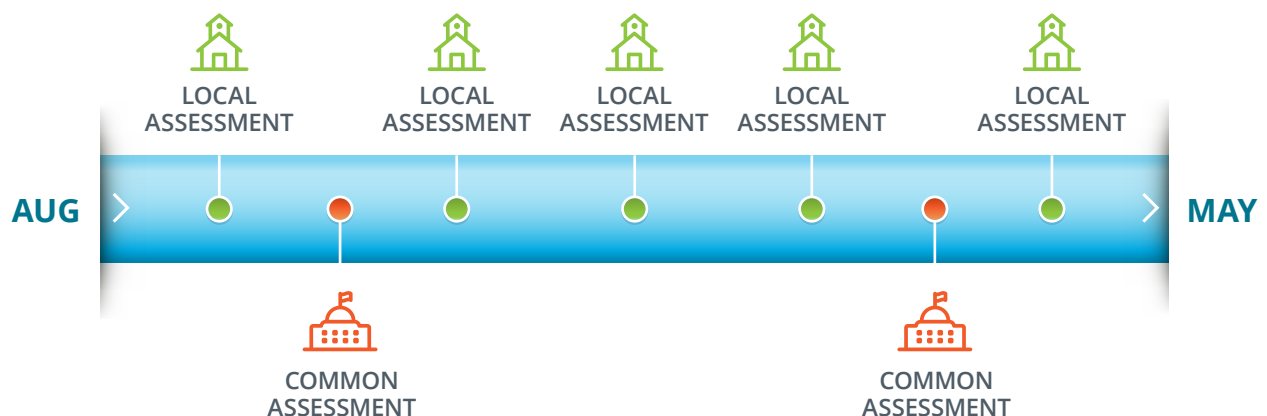 LOCAL
ASSESSMENT
LOCAL
ASSESSMENT
LOCAL
ASSESSMENT
LOCAL
ASSESSMENT
LOCAL
ASSESSMENT
AUG
MAY
COMMON
ASSESSMENT
COMMON
ASSESSMENT